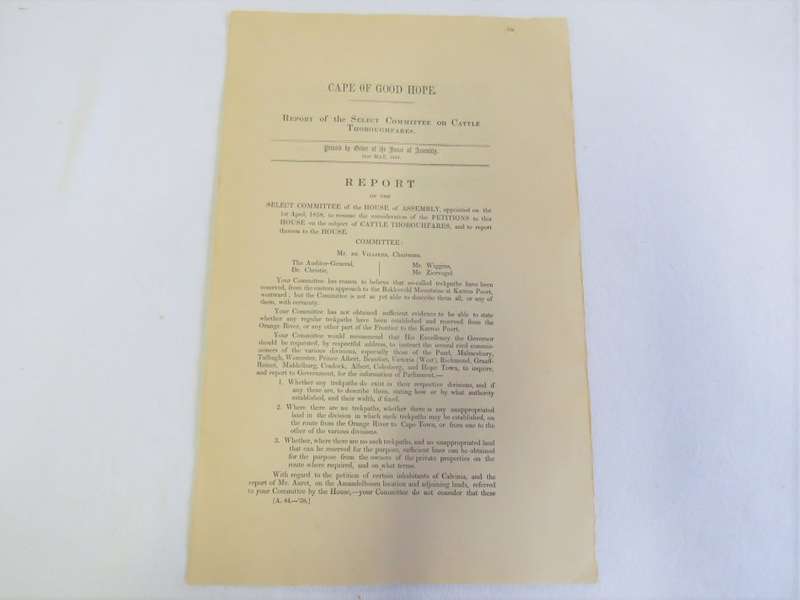 CAPE OF GOOD HOPE.
REPORT of the SELECT COMMITTEE on CATTLE
THOROUGHFARES.
Printed by Order of the House of Assembly.
MAY, 1858.
REPORT
OF THE
SELECT COMMITTEE of the HOUSE of ASSEMBLY, appointed on the
1st April, 1858, to resume the consideration of the PETITIONS to this
HOUSE on the subject of CATTLE THOROUGHFARES, and to report
thereon to the HOUSE.
COMMITTEE:
Mr. DE VILLIERS, Chairman.
The Auditor-General,
Dr. Christie,
Mr. Wiggins,
Mr. Ziervogel
Your Committee has reason to believe that so-called trekpaths have been
reserved, from the eastern approach to the Bokkeveld Mountains at Karroo Poort,
westward, but the Committee is not as yet able to describe them all, or any of
them, with certainty.
Your Committee has not obtained sufficient evidence to be able to state
whether any regular trekpaths have been established and reserved from the
Orange River, or any other part of the Frontier to the Karroo Poort.
Your Committee would recommend that His Excellency the Governor
should be requested, by respectful address, to instruct the several civil commis-
sioners of the various divisions, especially those of the Paarl, Malmesbury,
Tulbagh, Worcester, Prince Albert, Beaufort, Victoria (West), Richmond, Graaff-
Reinet, Middelburg, Cradock, Albert, Colesberg, and Hope Town, to inquire,
and report to Government, for the information of Parliament,—
1. Whether any trekpaths do exist in their respective divisions, and if
any there are, to describe them, stating how or by what authority
established, and their width, if fixed.
2. Where there are no trekpaths, whether there is any unappropriated
land in the division in which such trekpaths may be established, on
the route from the Orange River to Cape Town, or from one to the
other of the various divisions.
3. Whether, where there are no such trekpaths, and no unappropriated land
that can be reserved for the purpose, sufficient lines can be obtained
for the purpose from the owners of the private properties on the
route where required, and on what terms.
With regard to the petition of certain inhabitants of Calvinia, and the
report of Mr. Auret, on the Amandelboom location and adjoining lands, referred
to your Committee by the House,—your Committee do not consider that these
[A. 44.—'58.]